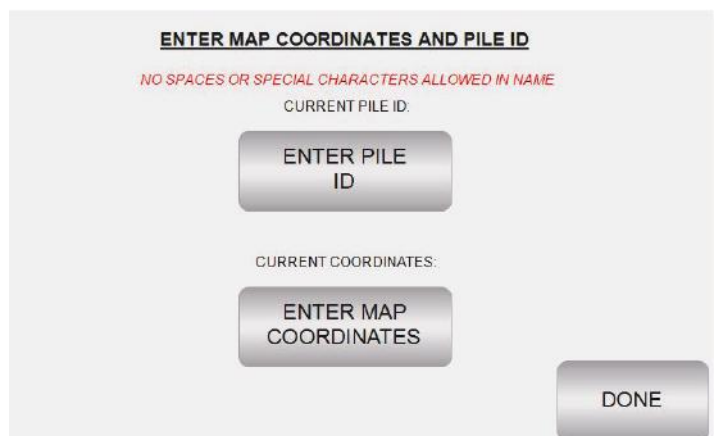 ENTER MAP COORDINATES AND PILE ID
NO SPACES OR SPECIAL CHARACTERS ALLOWED IN NAME
CURRENT PILE ID:
ENTER PILE
ID
CURRENT COORDINATES:
ENTER MAP
COORDINATES
DONE